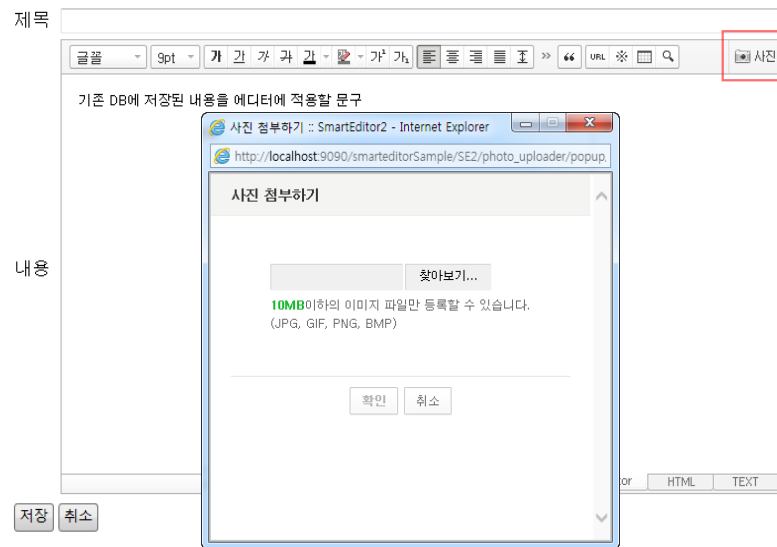 제목
글꼴 9pt 가 간 가 가 간 가¹ 가₁ » “ URL ※ 사진
기존 DB에 저장된 내용을 에디터에 적용할 문구
사진 첨부하기 :: SmartEditor2 - Internet Explorer
http://localhost:9090/smarteditorSample/SE2/photo_uploader/popup,
사진 첨부하기
내용
찾아보기...
10MB이하의 이미지 파일만 등록할 수 있습니다.
(JPG, GIF, PNG, BMP)
확인 취소
tor HTML TEXT
저장 취소